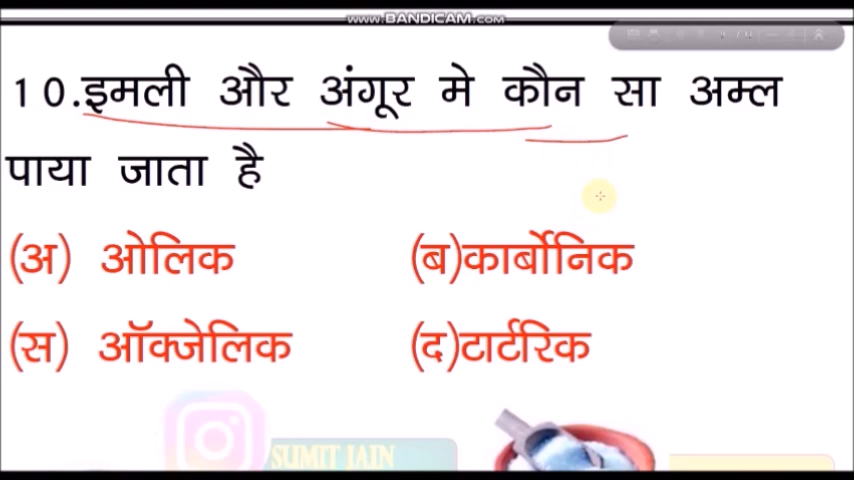 WWW.BANDICAM.COM
10.इमली और अंगूर मे कौन सा अम्ल
पाया जाता है
(अ) ओलिक (ब)कार्बोनिक
(स) ऑक्जेलिक (द)टार्टरिक
SUMIT JAIN